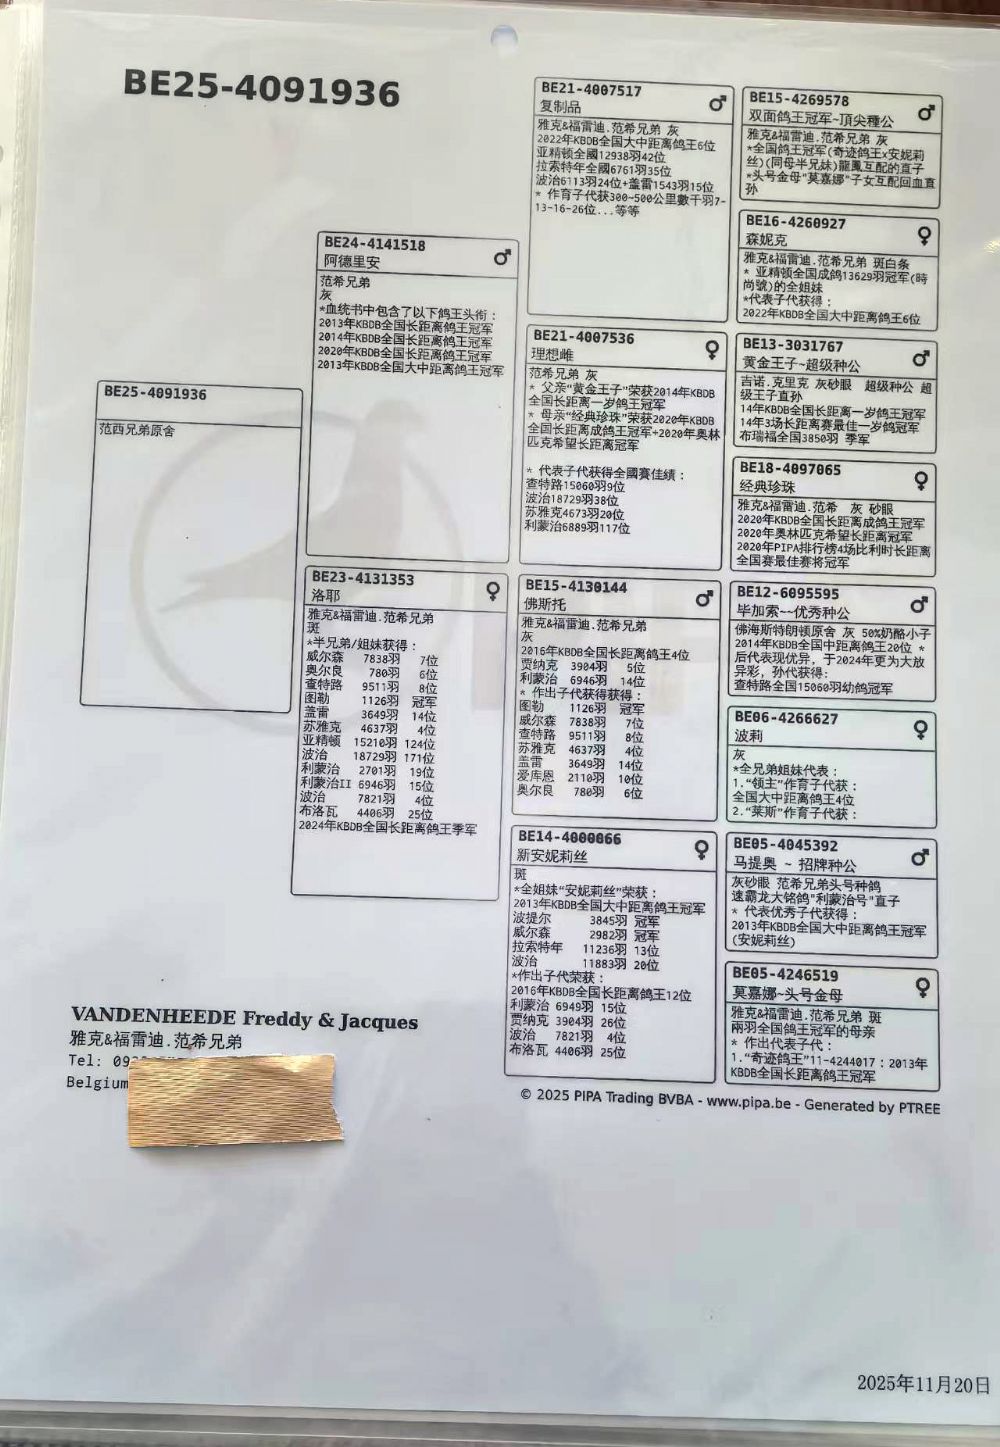 BE25-4091936
BE25-4091936
范西兄弟原舍
BE24-4141518 ♂
阿德里安
范希兄弟
灰
*血统书中包含了以下鸽王头衔：
2013年KBDB全国长距离鸽王冠军
2014年KBDB全国长距离鸽王冠军
2020年KBDB全国长距离鸽王冠军
2013年KBDB全国大中距离鸽王冠军
BE23-4131353 ♀
洛耶
雅克&福雷迪.范希兄弟
斑
*半兄弟/姐妹获得：
威尔森 7838羽 7位
奥尔良 780羽 6位
查特路 9511羽 8位
图勒 1126羽 冠军
盖雷 3649羽 14位
苏雅克 4637羽 4位
亚精顿 15210羽 124位
波治 18729羽 171位
利蒙治 2701羽 19位
利蒙治II 6946羽 15位
波治 7821羽 4位
布洛瓦 4406羽 25位
2024年KBDB全国长距离鸽王季军
BE21-4007517 ♂
复制品
雅克&福雷迪.范希兄弟 灰
2022年KBDB全国大中距离鸽王6位
亚精顿全國12938羽42位
拉索特年全國6761羽35位
波治6113羽24位+盖雷1543羽15位
* 作育子代获300~500公里數千羽7-
13-16-26位...等等
BE21-4007536 ♀
理想雌
范希兄弟 灰
* 父亲“黄金王子”荣获2014年KBDB
全国长距离一岁鸽王冠军
* 母亲“经典珍珠”荣获2020年KBDB
全国长距离成鸽王冠军+2020年奥林
匹克希望长距离冠军
* 代表子代获得全國賽佳績：
查特路15060羽9位
波治18729羽38位
苏雅克4673羽20位
利蒙治6889羽117位
BE15-4130144 ♂
佛斯托
雅克&福雷迪.范希兄弟
灰
2016年KBDB全国长距离鸽王4位
贾纳克 3904羽 5位
利蒙治 6946羽 14位
* 作出子代获得获得：
图勒 1126羽 冠军
威尔森 7838羽 7位
查特路 9511羽 8位
苏雅克 4637羽 4位
盖雷 3649羽 14位
爱库恩 2110羽 10位
奥尔良 780羽 6位
BE14-4000066 ♀
新安妮莉丝
斑
*全姐妹“安妮莉丝”荣获：
2013年KBDB全国大中距离鸽王冠军
波提尔 3845羽 冠军
威尔森 2982羽 冠军
拉索特年 11236羽 13位
波治 11883羽 20位
*作出子代荣获：
2016年KBDB全国长距离鸽王12位
利蒙治 6949羽 15位
贾纳克 3904羽 26位
波治 7821羽 4位
布洛瓦 4406羽 25位
BE15-4269578 ♂
双面鸽王冠军~頂尖種公
雅克&福雷迪.范希兄弟 灰
*全国鸽王冠军(奇迹鸽王x安妮莉
丝)(同母半兄妹)龍鳳互配的直子
*头号金母"莫嘉娜"子女互配回血直
孙
BE16-4260927 ♀
森妮克
雅克&福雷迪.范希兄弟 斑白条
* 亚精顿全国成鸽13629羽冠军(時
尚號)的全姐妹
*代表子代获得：
2022年KBDB全国大中距离鸽王6位
BE13-3031767 ♂
黄金王子~超级种公
吉诺.克里克 灰砂眼 超级种公 超
级王子直孙
14年KBDB全国长距离一岁鸽王冠军
14年3场长距离赛最佳一岁鸽冠军
布瑞福全国3850羽 季军
BE18-4097065 ♀
经典珍珠
雅克&福雷迪.范希 灰 砂眼
2020年KBDB全国长距离成鸽王冠军
2020年奥林匹克希望长距离冠军
2020年PIPA排行榜4场比利时长距离
全国赛最佳赛将冠军
BE12-6095595 ♂
毕加索~~优秀种公
佛海斯特朗顿原舍 灰 50%奶酪小子
2014年KBDB全国中距离鸽王20位 *
后代表现优异，于2024年更为大放
异彩，孙代获得：
查特路全国15060羽幼鸽冠军
BE06-4266627 ♀
波莉
灰
*全兄弟姐妹代表：
1.“领主”作育子代获：
全国大中距离鸽王4位
2.“莱斯”作育子代获：
BE05-4045392 ♂
马提奥 ~ 招牌种公
灰砂眼 范希兄弟头号种鸽
速霸龙大铭鸽"利蒙治号"直子
* 代表优秀子代获得：
2013年KBDB全国大中距离鸽王冠军
(安妮莉丝)
BE05-4246519 ♀
莫嘉娜~头号金母
雅克&福雷迪.范希兄弟 斑
兩羽全国鸽王冠军的母亲
* 作出代表子代：
1.“奇迹鸽王”11-4244017：2013年
KBDB全国长距离鸽王冠军
VANDENHEEDE Freddy & Jacques
雅克&福雷迪.范希兄弟
Tel:
Belgium
© 2025 PIPA Trading BVBA - www.pipa.be - Generated by PTREE
2025年11月20日